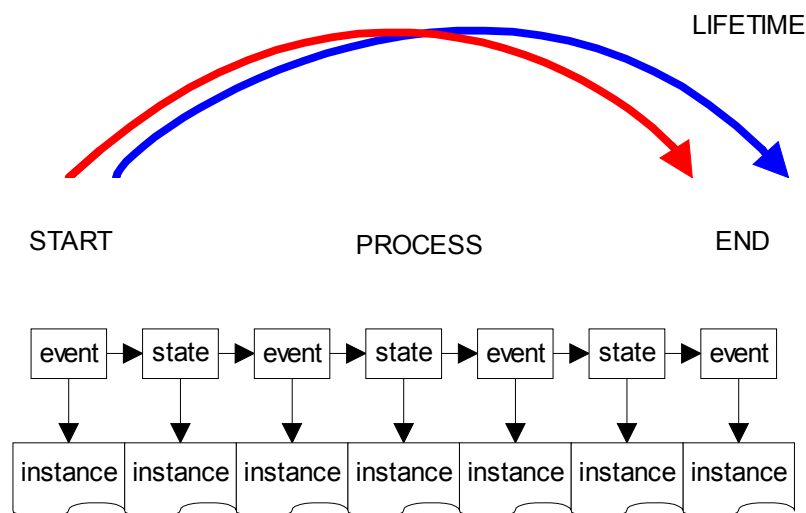 LIFETIME
START PROCESS END
event state event state event state event
instance instance instance instance instance instance instance